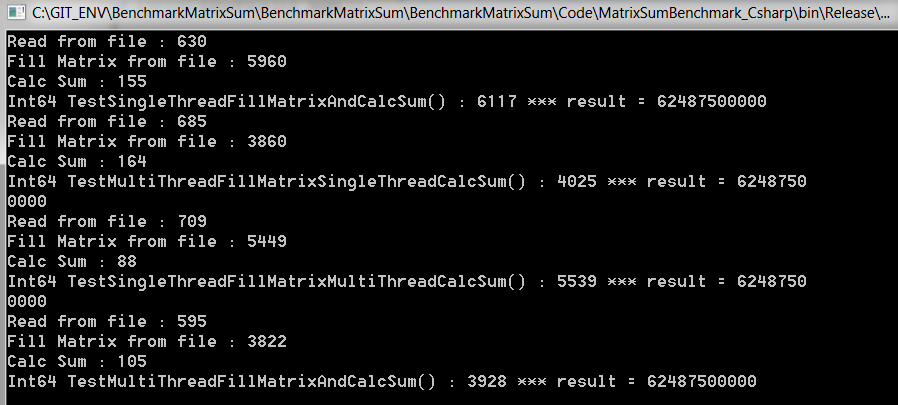 C:\GIT_ENV\BenchmarkMatrixSum\BenchmarkMatrixSum\BenchmarkMatrixSum\Code\MatrixSumBenchmark_Csharp\bin\Release\...
Read from file : 630
Fill Matrix from file : 5960
Calc Sum : 155
Int64 TestSingleThreadFillMatrixAndCalcSum() : 6117 *** result = 62487500000
Read from file : 685
Fill Matrix from file : 3860
Calc Sum : 164
Int64 TestMultiThreadFillMatrixSingleThreadCalcSum() : 4025 *** result = 6248750
0000
Read from file : 709
Fill Matrix from file : 5449
Calc Sum : 88
Int64 TestSingleThreadFillMatrixMultiThreadCalcSum() : 5539 *** result = 6248750
0000
Read from file : 595
Fill Matrix from file : 3822
Calc Sum : 105
Int64 TestMultiThreadFillMatrixAndCalcSum() : 3928 *** result = 62487500000